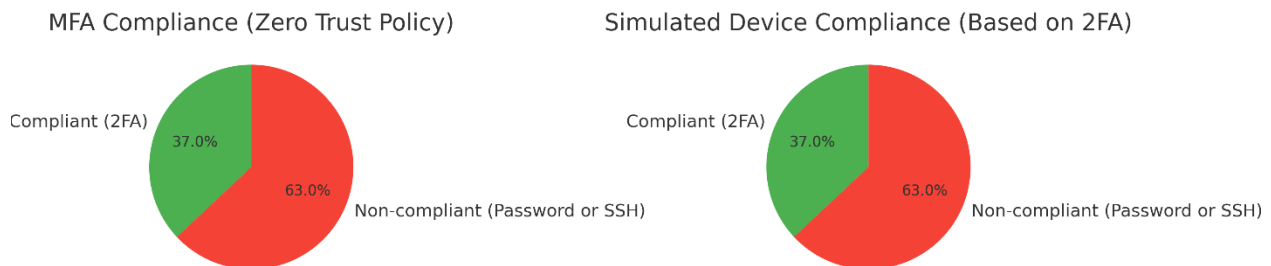 MFA Compliance (Zero Trust Policy)
Compliant (2FA)
37.0%
63.0%
Non-compliant (Password or SSH)
Simulated Device Compliance (Based on 2FA)
Compliant (2FA)
37.0%
63.0%
Non-compliant (Password or SSH)